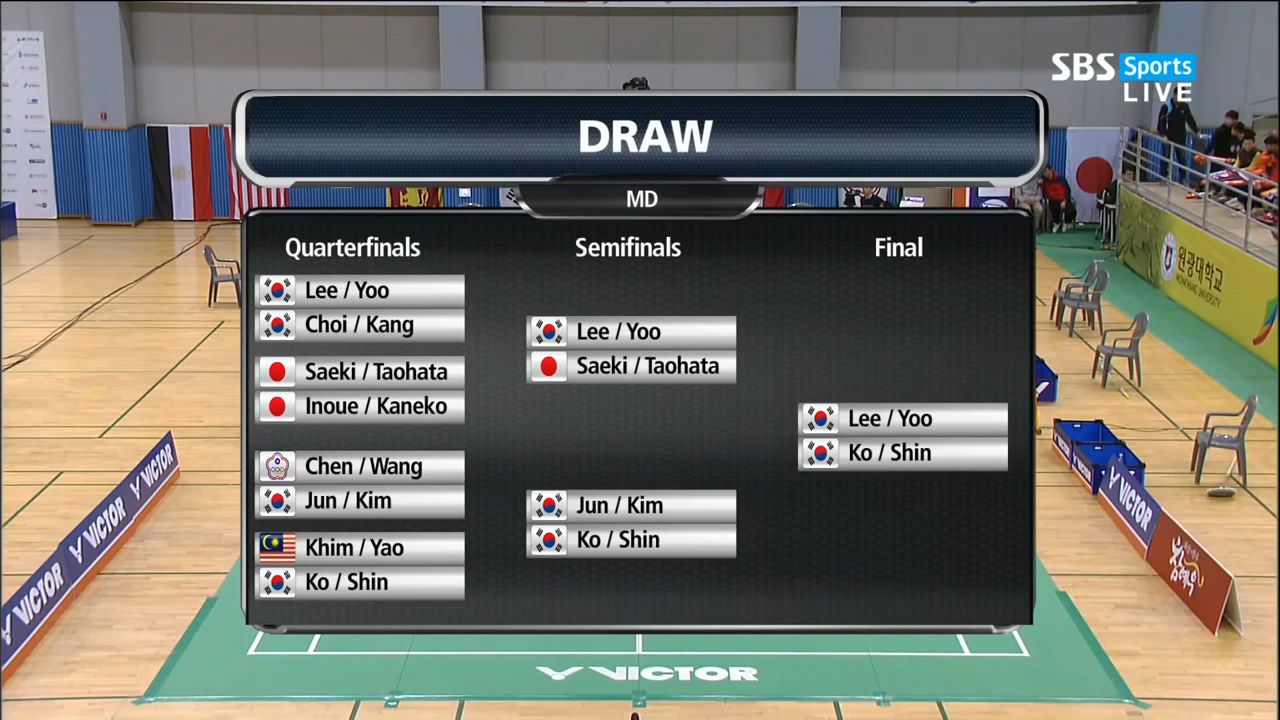 SBS Sports
LIVE
DRAW
MD
Quarterfinals
Semifinals
Final
Lee / Yoo
Choi / Kang
Saeki / Taohata
Inoue / Kaneko
Chen / Wang
Jun / Kim
Khim / Yao
Ko / Shin
Lee / Yoo
Saeki / Taohata
Jun / Kim
Ko / Shin
Lee / Yoo
Ko / Shin
원광대학교
WONKWANG UNIVERSITY
VICTOR
VICTOR
VICTOR
VICTOR
VICTOR